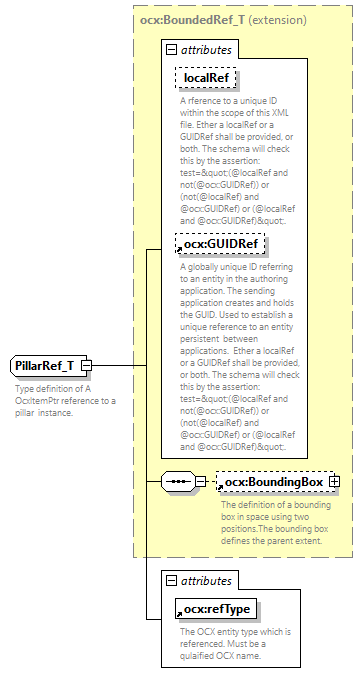 ocx:BoundedRef_T (extension)
attributes
localRef
A rference to a unique ID
within the scope of this XML
file. Ether a localRef or a
GUIDRef shall be provided, or
both. The schema will check
this by the assertion:
test=&quot;(@localRef and
not(@ocx:GUIDRef)) or
(not(@localRef) and
@ocx:GUIDRef) or (@localRef
and @ocx:GUIDRef)&quot;.
ocx:GUIDRef
A globally unique ID referring
to an entity in the authoring
application. The sending
application creates and holds
the GUID. Used to establish a
unique reference to an entity
persistent between
applications. Ether a localRef
or a GUIDRef shall be provided,
or both. The schema will check
this by the assertion:
test=&quot;(@localRef and
not(@ocx:GUIDRef)) or
(not(@localRef) and
@ocx:GUIDRef) or (@localRef
and @ocx:GUIDRef)&quot;.
PillarRef_T
Type definition of A
OcxItemPtr reference to a
pillar instance.
ocx:BoundingBox
The definition of a bounding
box in space using two
positions.The bounding box
defines the parent extent.
attributes
ocx:refType
The OCX entity type which is
referenced. Must be a
qulaified OCX name.